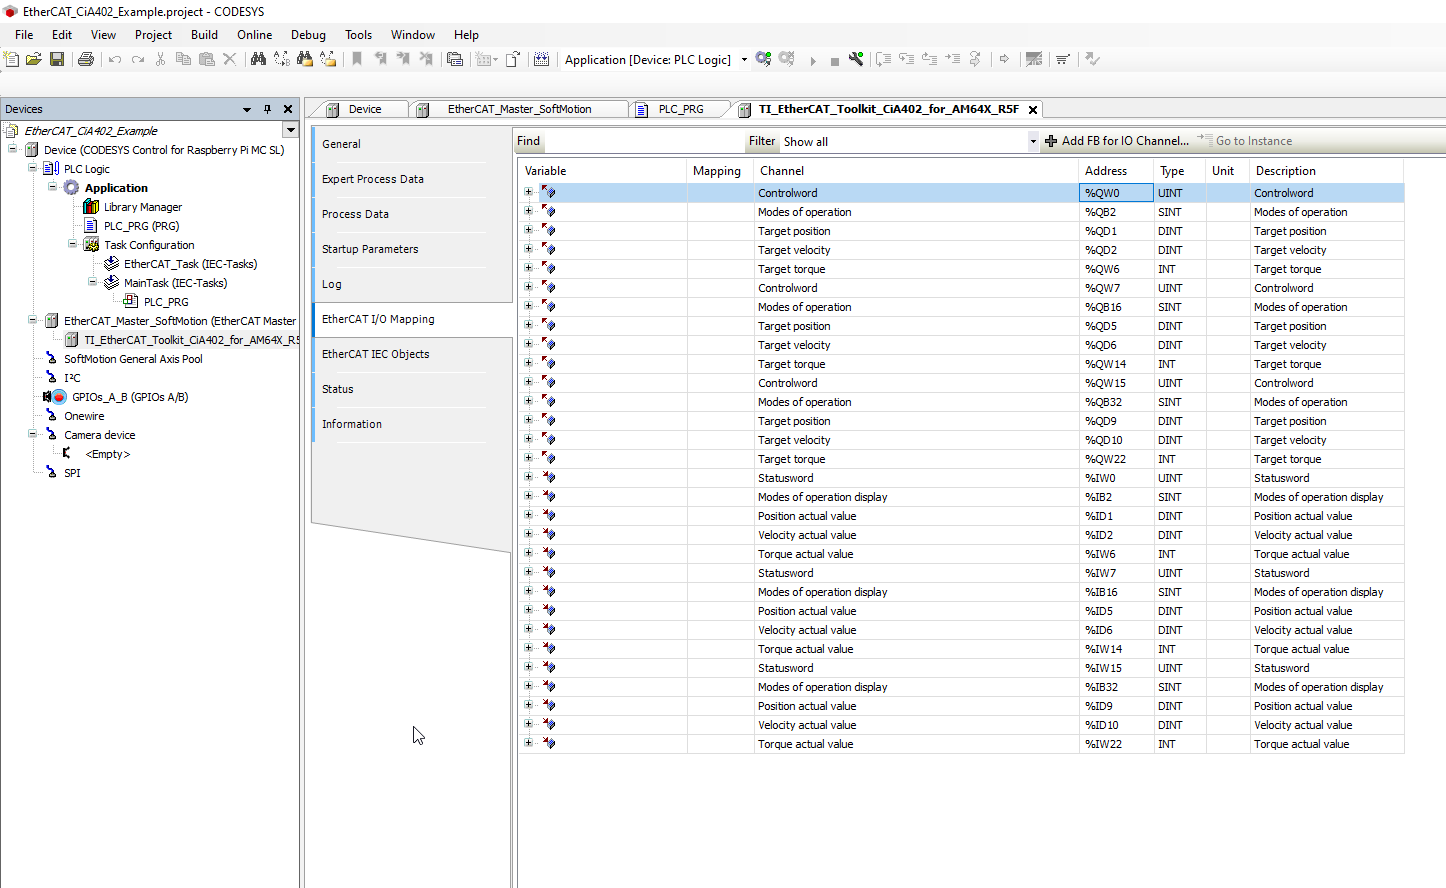 EtherCAT_CiA402_Example.project - CODESYS
File Edit View Project Build Online Debug Tools Window Help
Application [Device: PLC Logic]
Devices
EtherCAT_CiA402_Example
Device (CODESYS Control for Raspberry Pi MC SL)
PLC Logic
Application
Library Manager
PLC_PRG (PRG)
Task Configuration
EtherCAT_Task (IEC-Tasks)
MainTask (IEC-Tasks)
PLC_PRG
EtherCAT_Master_SoftMotion (EtherCAT Master
TI_EtherCAT_Toolkit_CiA402_for_AM64X_R5
SoftMotion General Axis Pool
I²C
GPIOs_A_B (GPIOs A/B)
Onewire
Camera device
<Empty>
SPI
Device EtherCAT_Master_SoftMotion PLC_PRG TI_EtherCAT_Toolkit_CiA402_for_AM64X_R5F
General
Expert Process Data
Process Data
Startup Parameters
Log
EtherCAT I/O Mapping
EtherCAT IEC Objects
Status
Information
Find Filter Show all Add FB for IO Channel... Go to Instance
Variable Mapping Channel Address Type Unit Description
Controlword %QW0 UINT Controlword
Modes of operation %QB2 SINT Modes of operation
Target position %QD1 DINT Target position
Target velocity %QD2 DINT Target velocity
Target torque %QW6 INT Target torque
Controlword %QW7 UINT Controlword
Modes of operation %QB16 SINT Modes of operation
Target position %QD5 DINT Target position
Target velocity %QD6 DINT Target velocity
Target torque %QW14 INT Target torque
Controlword %QW15 UINT Controlword
Modes of operation %QB32 SINT Modes of operation
Target position %QD9 DINT Target position
Target velocity %QD10 DINT Target velocity
Target torque %QW22 INT Target torque
Statusword %IW0 UINT Statusword
Modes of operation display %IB2 SINT Modes of operation display
Position actual value %ID1 DINT Position actual value
Velocity actual value %ID2 DINT Velocity actual value
Torque actual value %IW6 INT Torque actual value
Statusword %IW7 UINT Statusword
Modes of operation display %IB16 SINT Modes of operation display
Position actual value %ID5 DINT Position actual value
Velocity actual value %ID6 DINT Velocity actual value
Torque actual value %IW14 INT Torque actual value
Statusword %IW15 UINT Statusword
Modes of operation display %IB32 SINT Modes of operation display
Position actual value %ID9 DINT Position actual value
Velocity actual value %ID10 DINT Velocity actual value
Torque actual value %IW22 INT Torque actual value